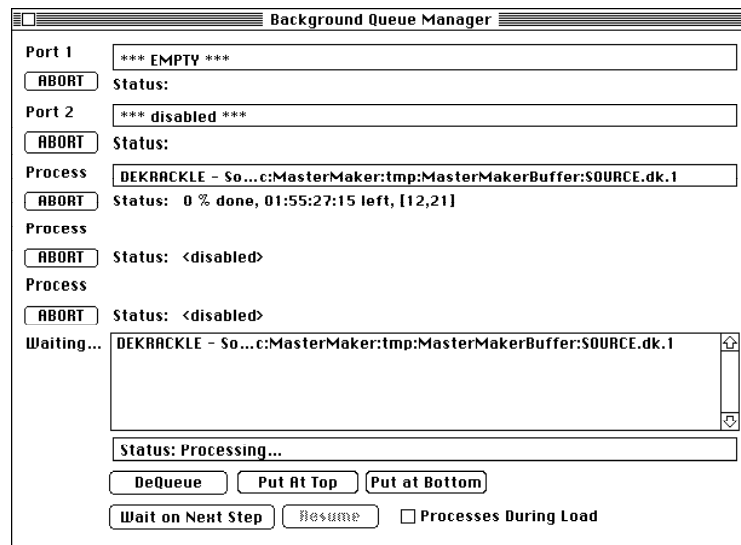 Background Queue Manager
Port 1
*** EMPTY ***
ABORT
Status:
Port 2
*** disabled ***
ABORT
Status:
Process
DEKRACKLE - So...c:MasterMaker:tmp:MasterMakerBuffer:SOURCE.dk.1
ABORT
Status: 0 % done, 01:55:27:15 left, [12,21]
Process
ABORT
Status: <disabled>
Process
ABORT
Status: <disabled>
Waiting...
DEKRACKLE - So...c:MasterMaker:tmp:MasterMakerBuffer:SOURCE.dk.1
Status: Processing...
DeQueue
Put At Top
Put at Bottom
Wait on Next Step
Resume
Processes During Load